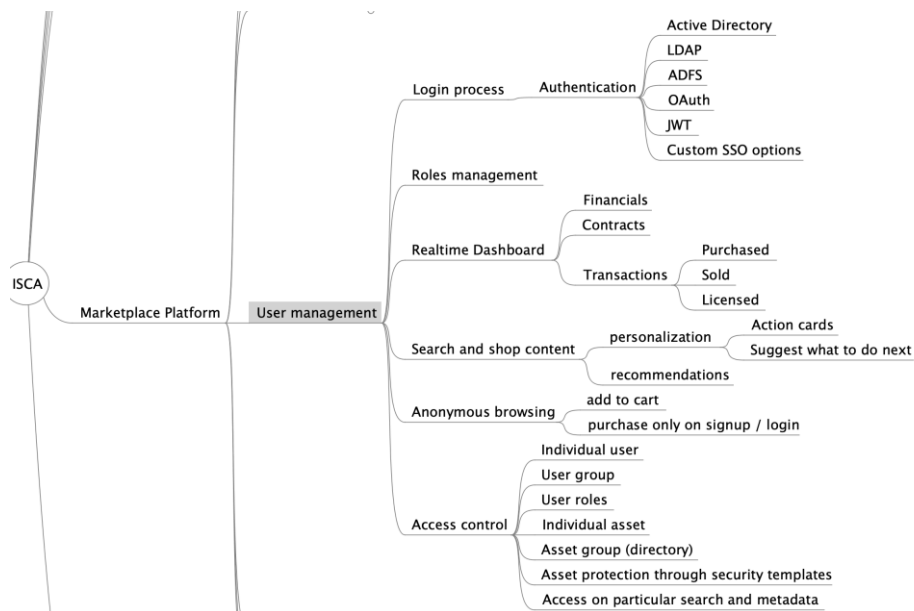 Active Directory
LDAP
Login process
Authentication
ADFS
OAuth
JWT
Custom SSO options
Roles management
Financials
Contracts
Realtime Dashboard
Purchased
Transactions
Sold
ISCA
Licensed
Marketplace Platform
User management
Action cards
personalization
Search and shop content
Suggest what to do next
recommendations
add to cart
Anonymous browsing
purchase only on signup / login
Individual user
User group
User roles
Access control
Individual asset
Asset group (directory)
Asset protection through security templates
Access on particular search and metadata